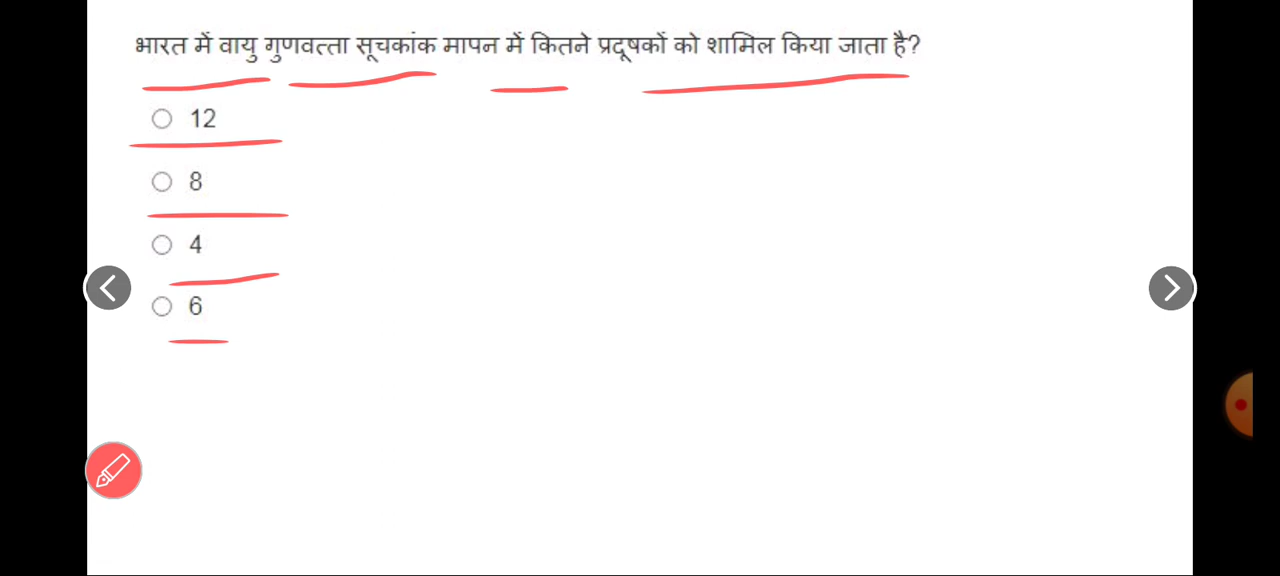 भारत में वायु गुणवत्ता सूचकांक मापन में कितने प्रदूषकों को शामिल किया जाता है?
12
8
4
6